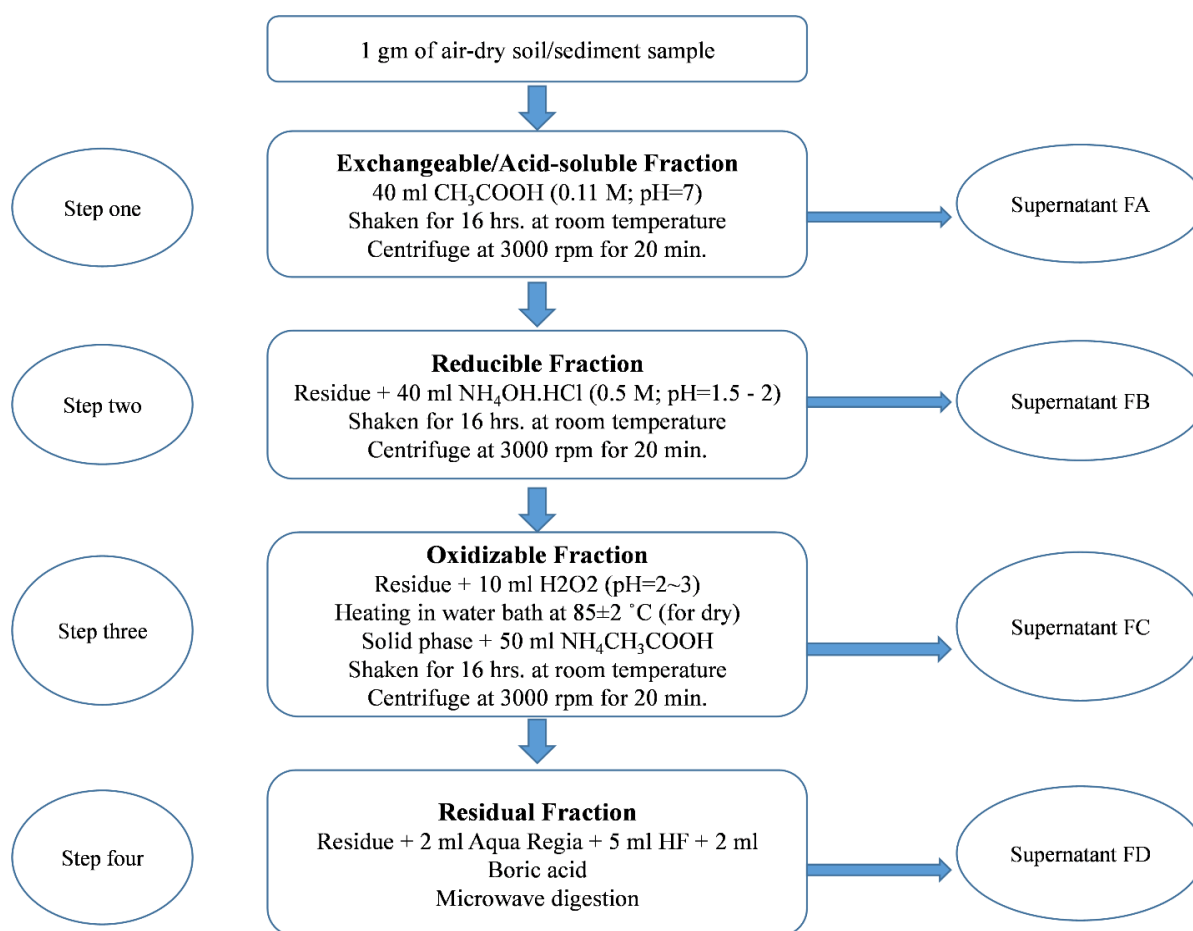 1 gm of air-dry soil/sediment sample
Step one
Exchangeable/Acid-soluble Fraction
40 ml CH₃COOH (0.11 M; pH=7)
Shaken for 16 hrs. at room temperature
Centrifuge at 3000 rpm for 20 min.
Supernatant FA
Step two
Reducible Fraction
Residue + 40 ml NH₄OH.HCl (0.5 M; pH=1.5 - 2)
Shaken for 16 hrs. at room temperature
Centrifuge at 3000 rpm for 20 min.
Supernatant FB
Step three
Oxidizable Fraction
Residue + 10 ml H2O2 (pH=2~3)
Heating in water bath at 85±2 ˚C (for dry)
Solid phase + 50 ml NH₄CH₃COOH
Shaken for 16 hrs. at room temperature
Centrifuge at 3000 rpm for 20 min.
Supernatant FC
Step four
Residual Fraction
Residue + 2 ml Aqua Regia + 5 ml HF + 2 ml
Boric acid
Microwave digestion
Supernatant FD